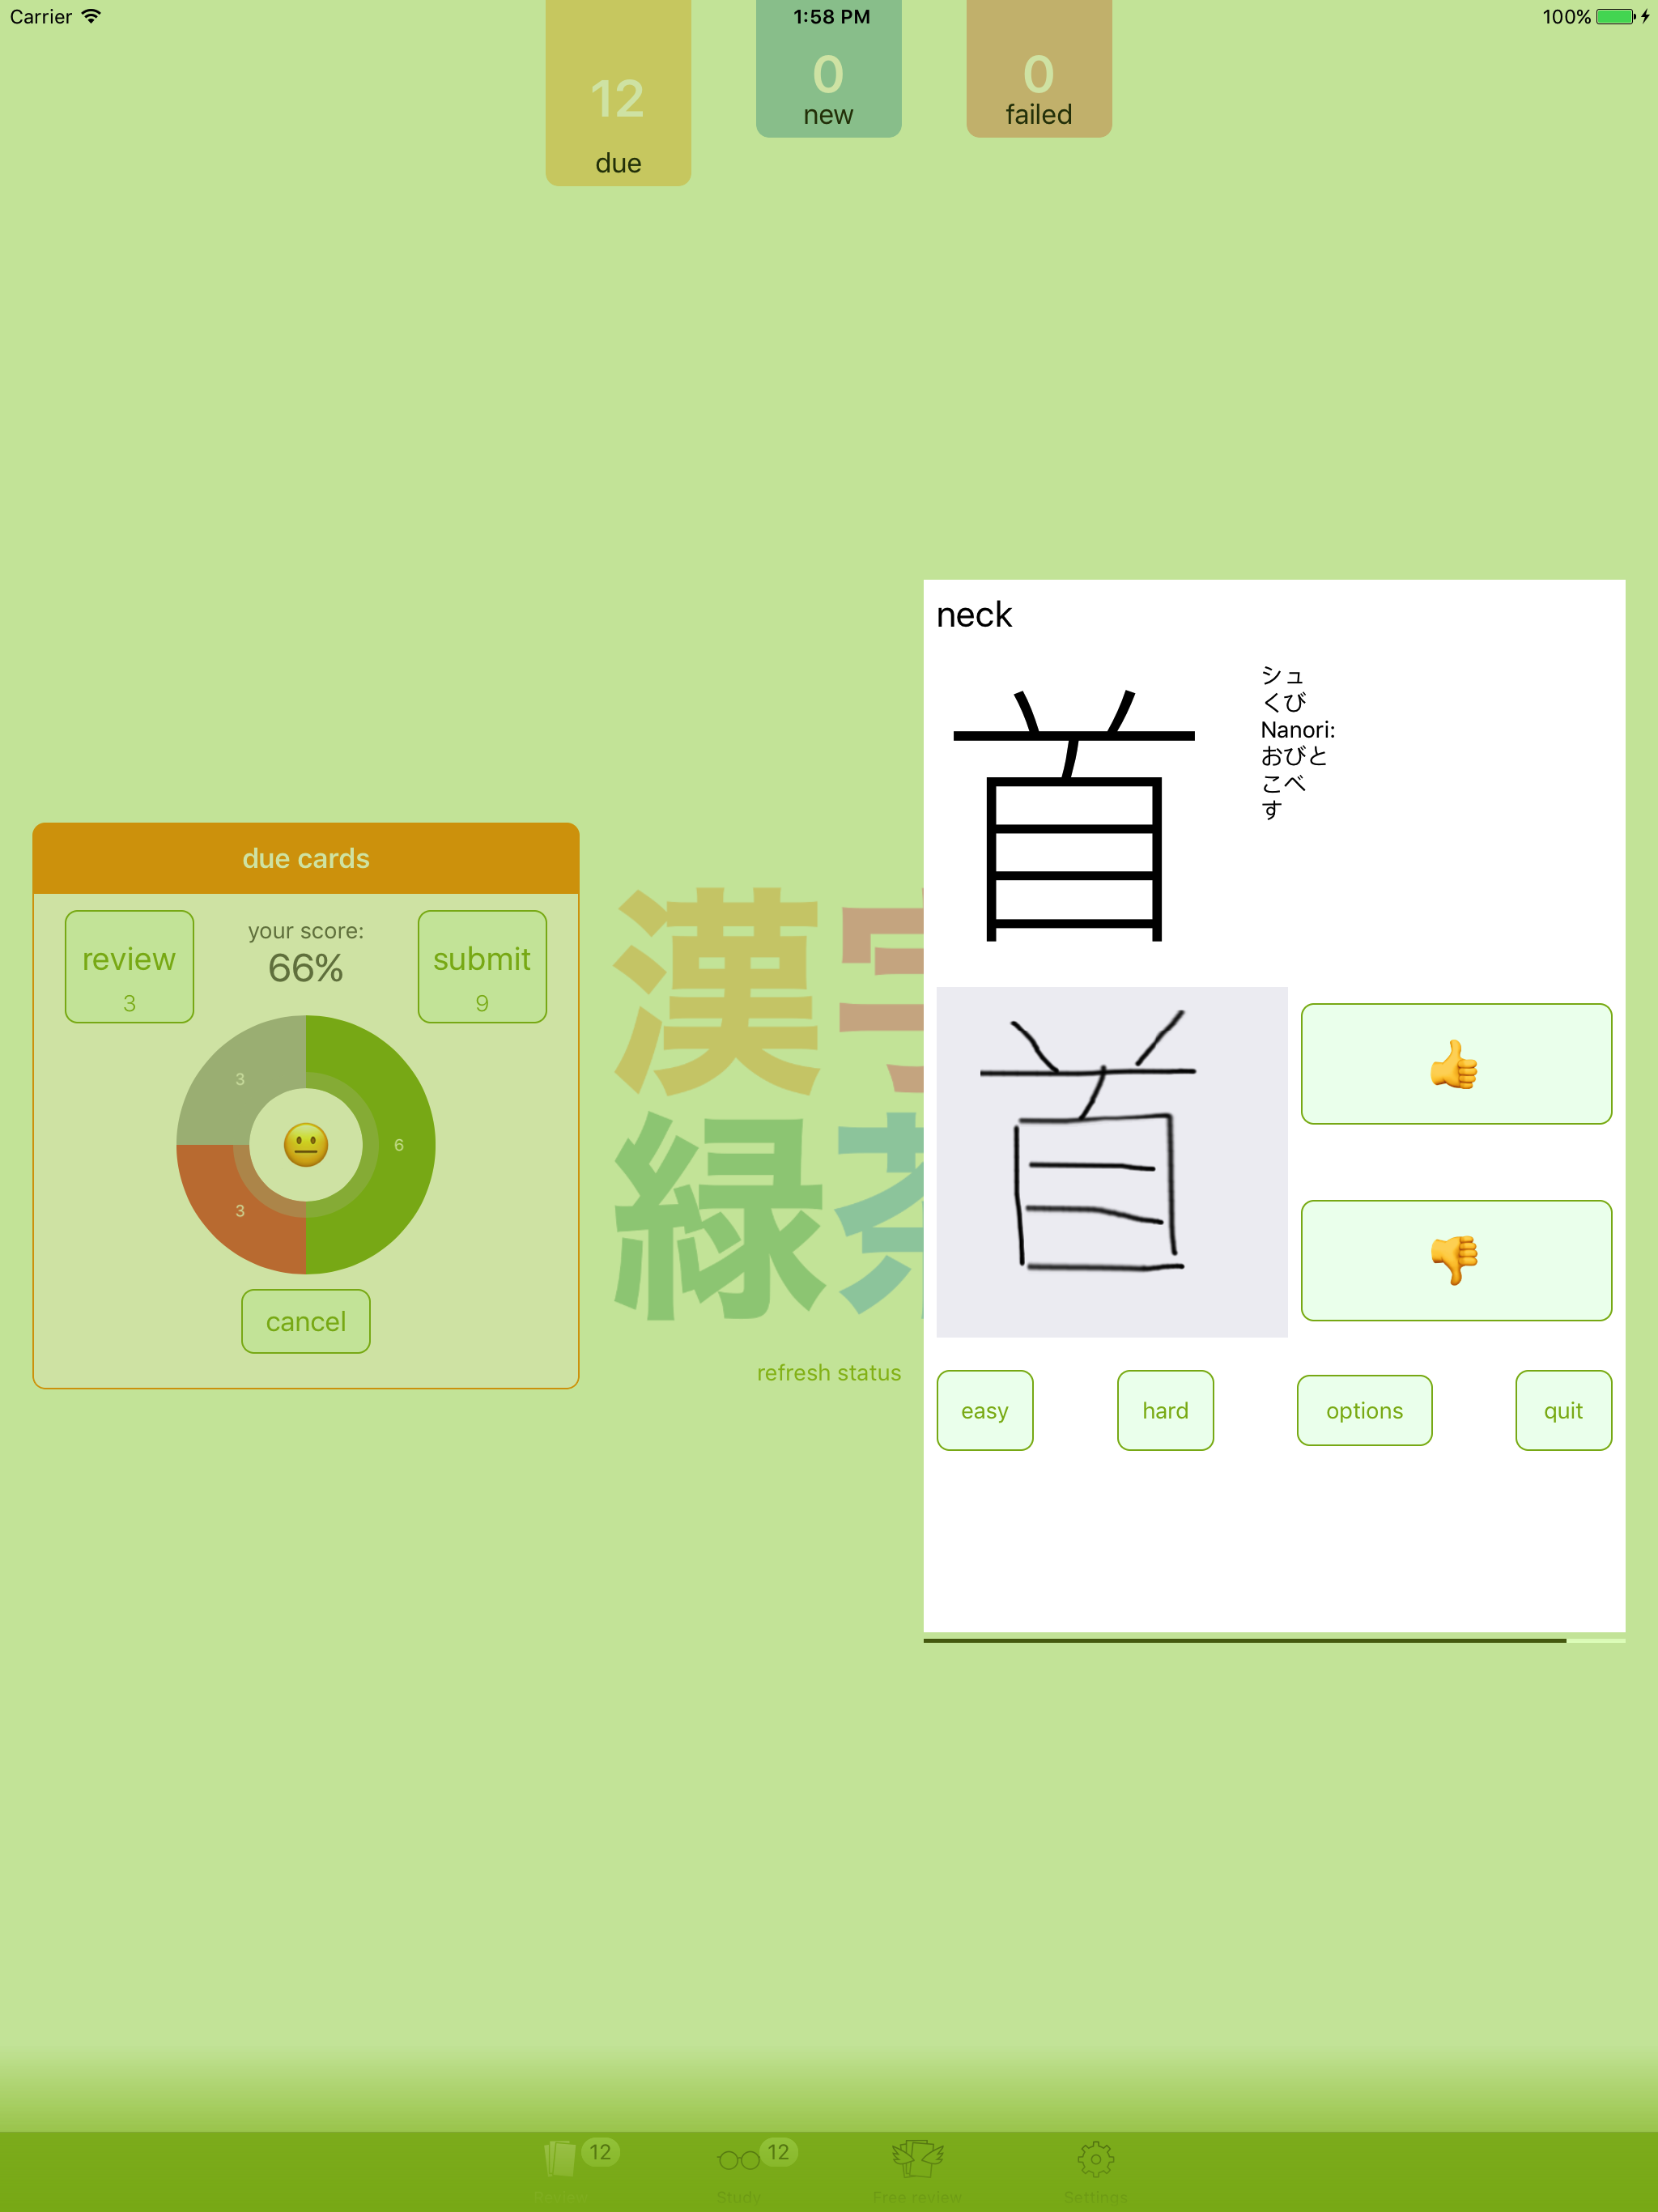 Carrier
1:58 PM
100%
12
due
0
new
0
failed
neck
首
シュ
くび
Nanori:
おびと
こべ
す
due cards
review
3
your score:
66%
submit
9
3
6
3
cancel
漢
緑
refresh status
首
easy
hard
options
quit
12
12
Study
Free review
Settings